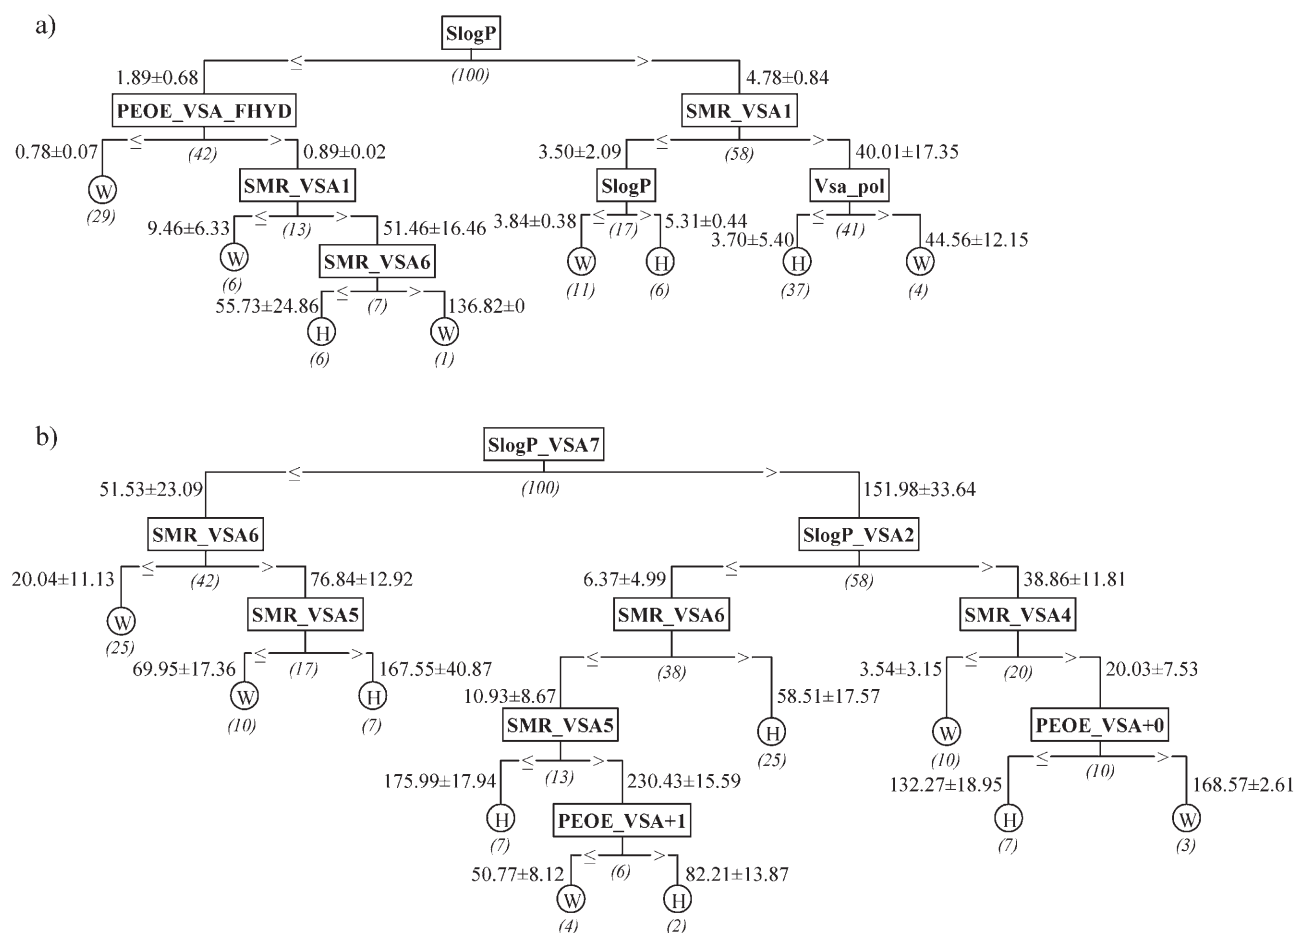 a)
SlogP
≤ >
(100)
1.89±0.68 4.78±0.84
PEOE_VSA_FHYD SMR_VSA1
≤ > ≤ >
(42) (58)
0.78±0.07 0.89±0.02 3.50±2.09 40.01±17.35
W SMR_VSA1 SlogP Vsa_pol
(29)
≤ > ≤ > ≤ >
(13) (17) (41)
9.46±6.33 51.46±16.46 3.84±0.38 5.31±0.44 3.70±5.40 44.56±12.15
W SMR_VSA6 W H H W
(6) (11) (6) (37) (4)
≤ >
(7)
55.73±24.86 136.82±0
H W
(6) (1)
b)
SlogP_VSA7
≤ >
(100)
51.53±23.09 151.98±33.64
SMR_VSA6 SlogP_VSA2
≤ > ≤ >
(42) (58)
20.04±11.13 76.84±12.92 6.37±4.99 38.86±11.81
W SMR_VSA5 SMR_VSA6 SMR_VSA4
(25)
≤ > ≤ > ≤ >
(17) (38) (20)
69.95±17.36 167.55±40.87 10.93±8.67 58.51±17.57 3.54±3.15 20.03±7.53
W H SMR_VSA5 H W PEOE_VSA+0
(10) (7) (25) (10)
≤ > ≤ >
(13) (10)
175.99±17.94 230.43±15.59 132.27±18.95 168.57±2.61
H PEOE_VSA+1 H W
(7) (7) (3)
≤ >
(6)
50.77±8.12 82.21±13.87
W H
(4) (2)